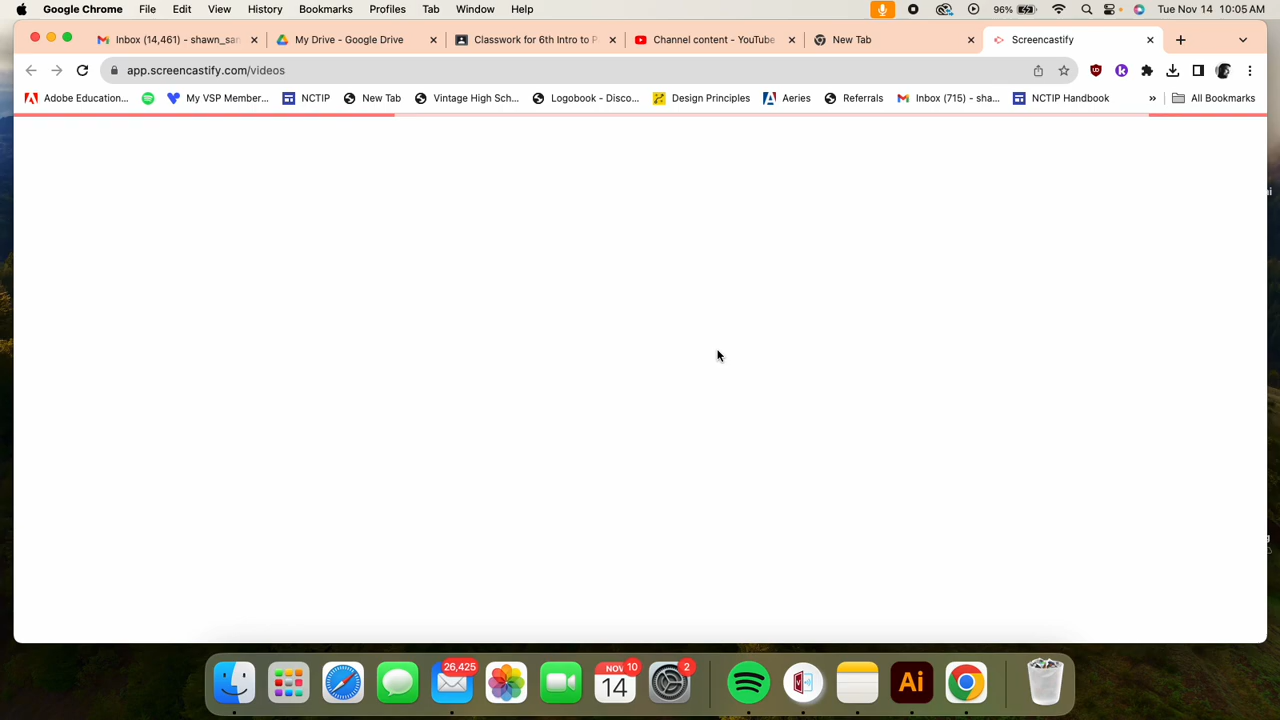 Google Chrome File Edit View History Bookmarks Profiles Tab Window Help 96% Tue Nov 14 10:05 AM
Inbox (14,461) - shawn_san My Drive - Google Drive Classwork for 6th Intro to P Channel content - YouTube New Tab Screencastify
app.screencastify.com/videos
Adobe Education... My VSP Member... NCTIP New Tab Vintage High Sch... Logobook - Disco... Design Principles Aeries Referrals Inbox (715) - sha... NCTIP Handbook » All Bookmarks
26,425 NOV 10 14 2 Ai